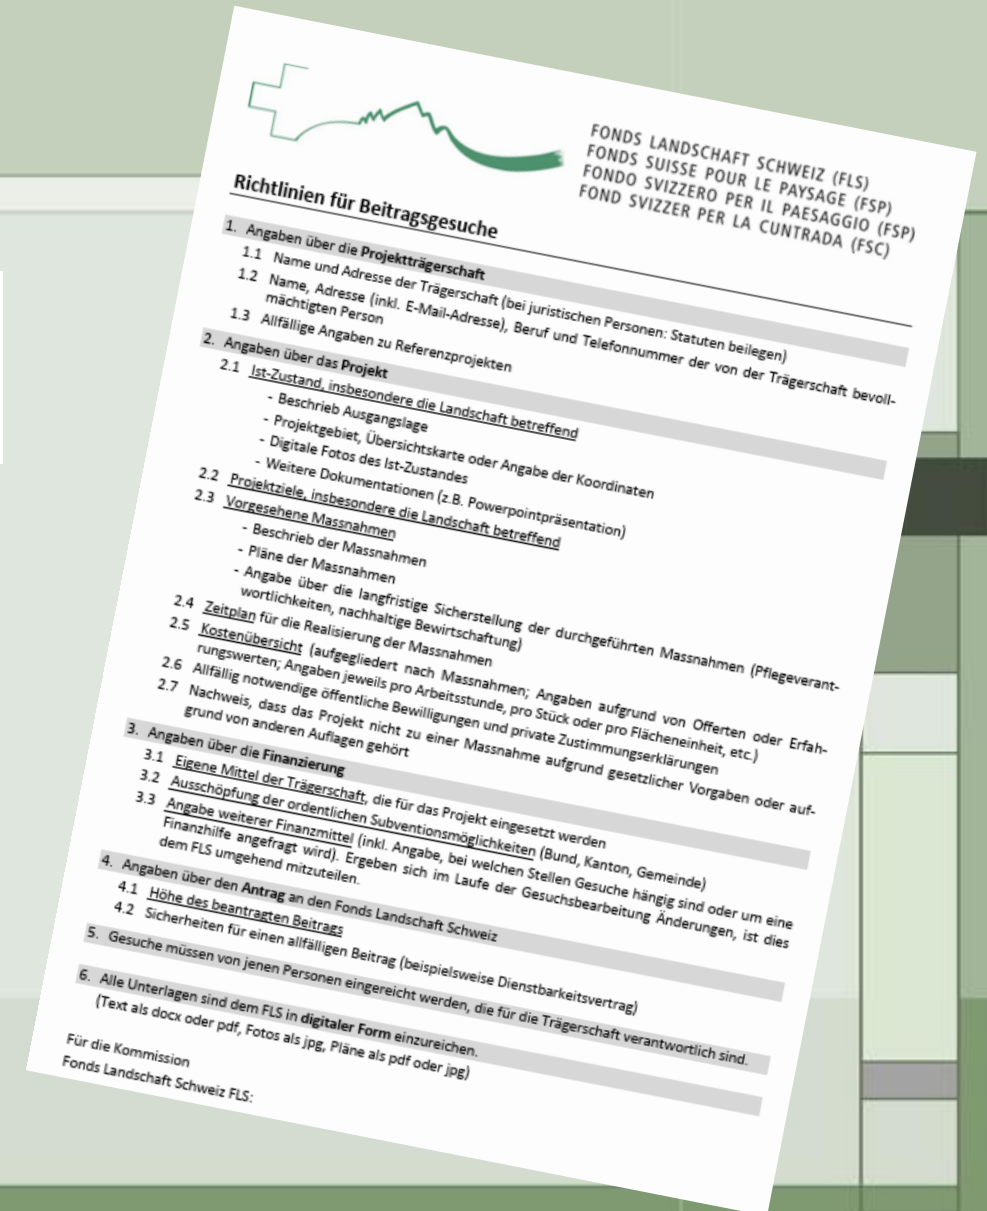 FONDS LANDSCHAFT SCHWEIZ (FLS)
FONDS SUISSE POUR LE PAYSAGE (FSP)
FONDO SVIZZERO PER IL PAESAGGIO (FSP)
FOND SVIZZER PER LA CUNTRADA (FSC)
Richtlinien für Beitragsgesuche
1. Angaben über die Projektträgerschaft
1.1 Name und Adresse der Trägerschaft (bei juristischen Personen: Statuten beilegen)
1.2 Name, Adresse (inkl. E-Mail-Adresse), Beruf und Telefonnummer der von der Trägerschaft bevoll-
mächtigten Person
1.3 Allfällige Angaben zu Referenzprojekten
2. Angaben über das Projekt
2.1 Ist-Zustand, insbesondere die Landschaft betreffend
- Beschrieb Ausgangslage
- Projektgebiet, Übersichtskarte oder Angabe der Koordinaten
- Digitale Fotos des Ist-Zustandes
- Weitere Dokumentationen (z.B. Powerpointpräsentation)
2.2 Projektziele, insbesondere die Landschaft betreffend
2.3 Vorgesehene Massnahmen
- Beschrieb der Massnahmen
- Pläne der Massnahmen
- Angabe über die langfristige Sicherstellung der durchgeführten Massnahmen (Pflegeverant-
wortlichkeiten, nachhaltige Bewirtschaftung)
2.4 Zeitplan für die Realisierung der Massnahmen
2.5 Kostenübersicht (aufgegliedert nach Massnahmen; Angaben aufgrund von Offerten oder Erfah-
rungswerten; Angaben jeweils pro Arbeitsstunde, pro Stück oder pro Flächeneinheit, etc.)
2.6 Allfällig notwendige öffentliche Bewilligungen und private Zustimmungserklärungen
2.7 Nachweis, dass das Projekt nicht zu einer Massnahme aufgrund gesetzlicher Vorgaben oder auf-
grund von anderen Auflagen gehört
3. Angaben über die Finanzierung
3.1 Eigene Mittel der Trägerschaft, die für das Projekt eingesetzt werden
3.2 Ausschöpfung der ordentlichen Subventionsmöglichkeiten (Bund, Kanton, Gemeinde)
3.3 Angabe weiterer Finanzmittel (inkl. Angabe, bei welchen Stellen Gesuche hängig sind oder um eine
Finanzhilfe angefragt wird). Ergeben sich im Laufe der Gesuchsbearbeitung Änderungen, ist dies
dem FLS umgehend mitzuteilen.
4. Angaben über den Antrag an den Fonds Landschaft Schweiz
4.1 Höhe des beantragten Beitrags
4.2 Sicherheiten für einen allfälligen Beitrag (beispielsweise Dienstbarkeitsvertrag)
5. Gesuche müssen von jenen Personen eingereicht werden, die für die Trägerschaft verantwortlich sind.
6. Alle Unterlagen sind dem FLS in digitaler Form einzureichen.
(Text als docx oder pdf, Fotos als jpg, Pläne als pdf oder jpg)
Für die Kommission
Fonds Landschaft Schweiz FLS: